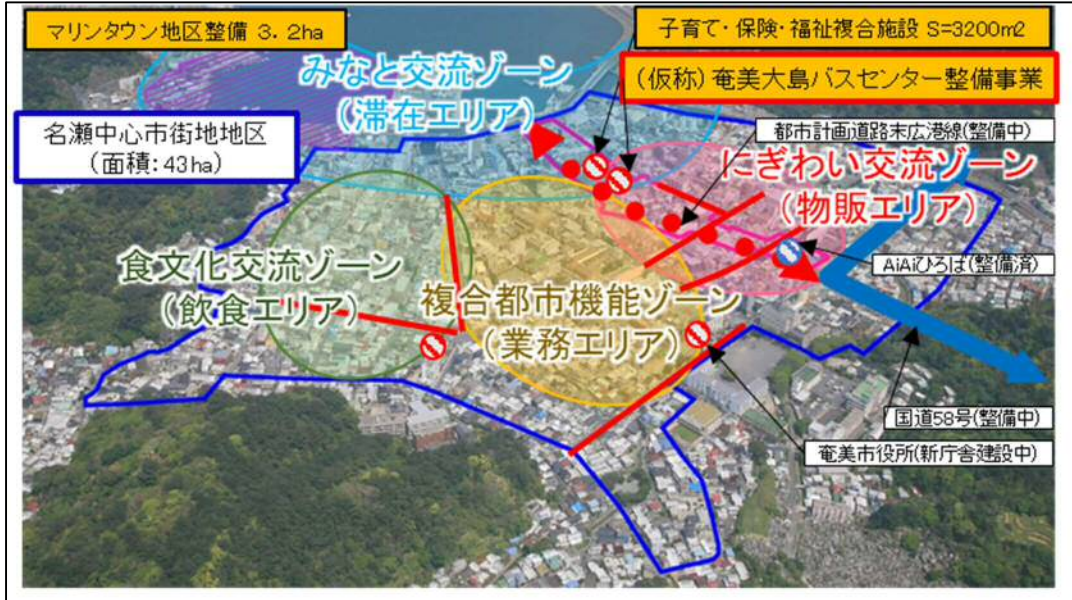 マリンタウン地区整備 3.2ha
子育て・保険・福祉複合施設 S=3200m2
(仮称)奄美大島バスセンター整備事業
みなと交流ゾーン
(滞在エリア)
名瀬中心市街地地区
(面積:43ha)
都市計画道路末広港線(整備中)
にぎわい交流ゾーン
(物販エリア)
AiAiひろば(整備済)
食文化交流ゾーン
(飲食エリア)
複合都市機能ゾーン
(業務エリア)
国道58号(整備中)
奄美市役所(新庁舎建設中)